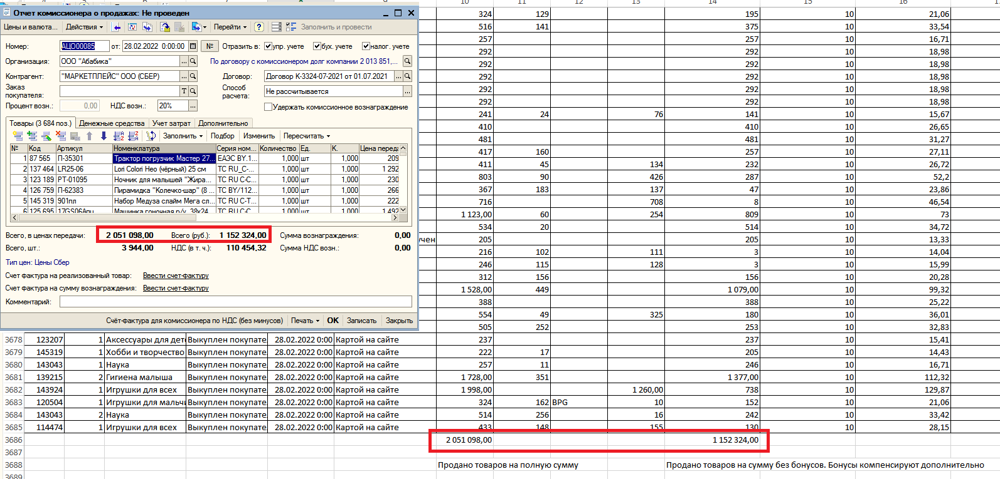 Отчет комиссионера о продажах: Не проведен
Цены и валюта... Действия Перейти Заполнить и провести
Номер: АЦО00085 от: 28.02.2022 0:00:00 № Отразить в: упр. учете бух. учете налог. учете
Организация: ООО "Абабика" ... По договору с комиссионером долг компании 2 013 851,...
Контрагент: "МАРКЕТПЛЕЙС" ООО (СБЕР) ... Договор: Договор К-3324-07-2021 от 01.07.2021 ...
Заказ покупателя: T Способ расчета: Не рассчитывается ...
Процент возн.: 0,00 НДС возн.: 20% ... Удержать комиссионное вознаграждение
Товары (3 684 поз.) Денежные средства Учет затрат Дополнительно
Заполнить Подбор Изменить Пересчитать
№ Код Артикул Номенклатура Серия ном... Количество Ед. К. Цена переда
1 87 565 П-35301 Трактор погрузчик Мастер 27... ЕАЭС BY.1... 1,000 шт 1,000 209
2 137 464 LR25-06 Lori Colori Нео (чёрный) 25 см ТС RU_C-... 1,000 шт 1,000 1 292
3 123 189 PT-01095 Ночник для малышей "Жира... ТС RU C-C... 1,000 шт 1,000 230
4 126 759 П-62383 Пирамидка "Колечко-шар" (8 ... ТС BY/112... 1,000 шт 1,000 266
5 145 319 901пл Набор Медуза слайм Мега сл... ТС RU C-T... 1,000 шт 1,000 222
6 125 695 17GS06Апц Машинка гоночная р/у, 38х24 ТС RU C-C 1,000 шт 1,000 1 492
Всего, в ценах передачи: 2 051 098,00 Всего (руб.): 1 152 324,00 Сумма вознаграждения: 0,00
Всего, шт.: 3 944,00 НДС (в т. ч.): 110 454,32 Сумма НДС возн.: 0,00
Тип цен: Цены Сбер
Счет фактура на реализованный товар: Ввести счет-фактуру
Счет фактура на сумму вознаграждения: Ввести счет-фактуру
Комментарий:
Счёт-фактура для комиссионера по НДС (без минусов) Печать OK Записать Закрыть
10 11 12 13 14 15 16
324 129 195 10 21,06
516 141 375 10 33,54
257 257 10 16,71
292 292 10 18,98
292 292 10 18,98
292 292 10 18,98
292 292 10 18,98
292 292 10 18,98
241 24 76 141 10 15,67
410 410 10 26,65
481 481 10 31,27
417 160 257 10 27,11
411 45 134 232 10 26,72
803 90 426 287 10 52,2
367 183 137 47 10 23,86
716 708 8 10 46,54
1 123,00 60 254 809 10 73
534 20 514 10 34,72
учен 205 205 10 13,33
216 102 111 3 10 14,04
246 115 128 3 10 15,99
312 156 156 10 20,28
1 528,00 449 1 079,00 10 99,32
388 388 10 25,22
554 49 325 180 10 36,01
505 252 253 10 32,83
3678 123207 1 Аксессуары для дет Выкуплен покупате. 28.02.2022 0:00 Картой на сайте 237 237 10 15,41
3679 145319 1 Хобби и творчество Выкуплен покупате. 28.02.2022 0:00 Картой на сайте 222 17 205 10 14,43
3680 143043 1 Наука Выкуплен покупате. 28.02.2022 0:00 Картой на сайте 257 11 246 10 16,71
3681 139215 2 Гигиена малыша Выкуплен покупате. 28.02.2022 0:00 Картой на сайте 1 728,00 351 1 377,00 10 112,32
3682 143924 1 Игрушки для всех Выкуплен покупате. 28.02.2022 0:00 Картой на сайте 1 998,00 1 260,00 738 10 129,87
3683 120504 1 Игрушки для мальчи Выкуплен покупате. 28.02.2022 0:00 Картой на сайте 324 162 BPG 10 152 10 21,06
3684 143043 2 Наука Выкуплен покупате. 28.02.2022 0:00 Картой на сайте 514 256 16 242 10 33,42
3685 114474 1 Игрушки для всех Выкуплен покупате. 28.02.2022 0:00 Картой на сайте 433 148 155 130 10 28,15
3686 2 051 098,00 1 152 324,00
3687
3688 Продано товаров на полную сумму Продано товаров на сумму без бонусов. Бонусы компенсируют дополнительно
3689